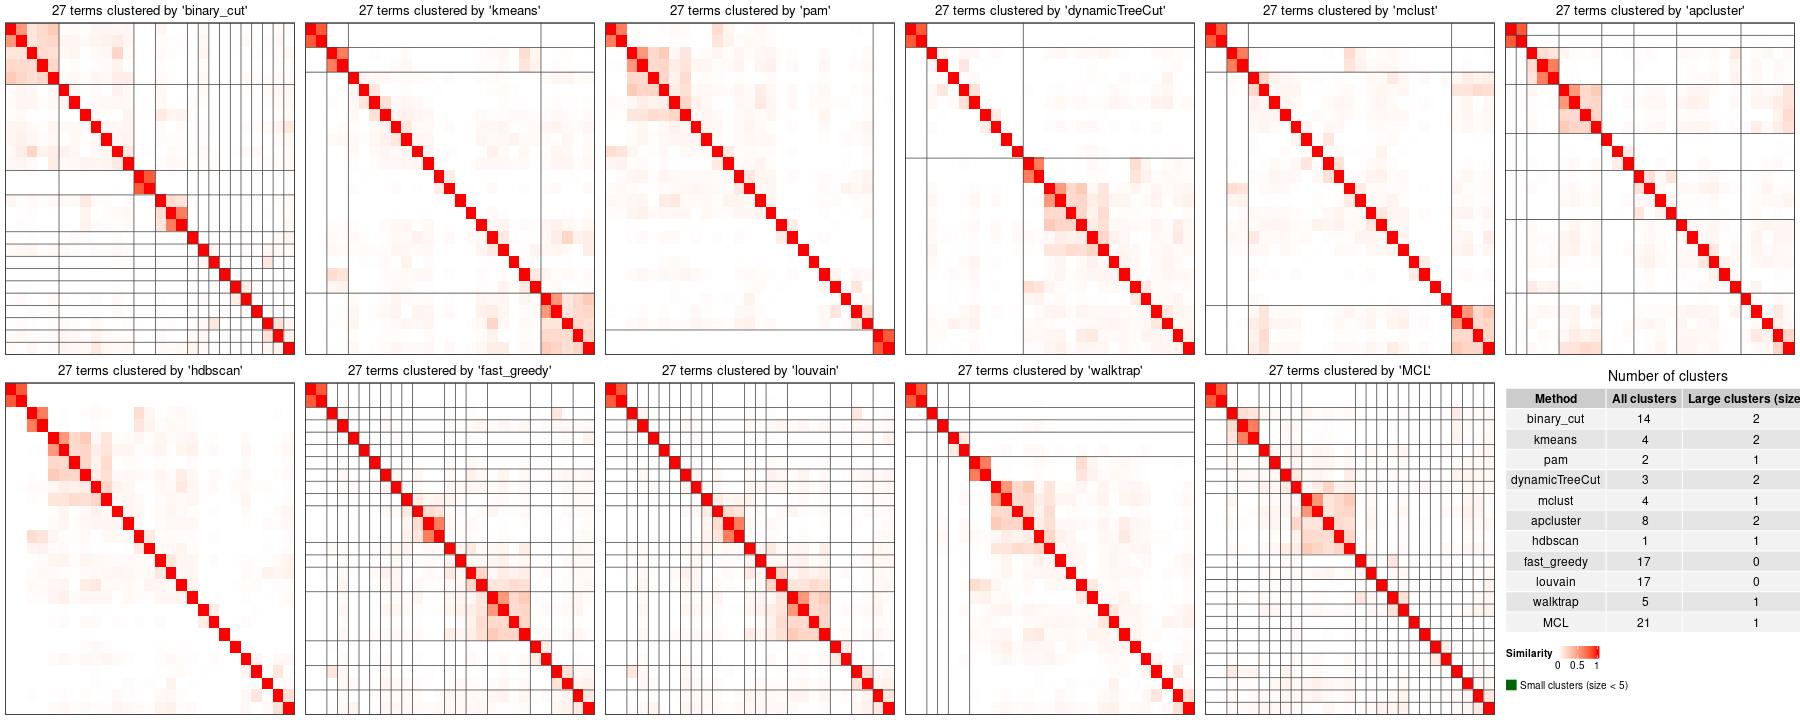 27 terms clustered by 'binary_cut'
27 terms clustered by 'kmeans'
27 terms clustered by 'pam'
27 terms clustered by 'dynamicTreeCut'
27 terms clustered by 'mclust'
27 terms clustered by 'apcluster'
27 terms clustered by 'hdbscan'
27 terms clustered by 'fast_greedy'
27 terms clustered by 'louvain'
27 terms clustered by 'walktrap'
27 terms clustered by 'MCL'
Number of clusters
Method All clusters Large clusters (size
binary_cut 14 2
kmeans 4 2
pam 2 1
dynamicTreeCut 3 2
mclust 4 1
apcluster 8 2
hdbscan 1 1
fast_greedy 17 0
louvain 17 0
walktrap 5 1
MCL 21 1
Similarity
0 0.5 1
Small clusters (size < 5)